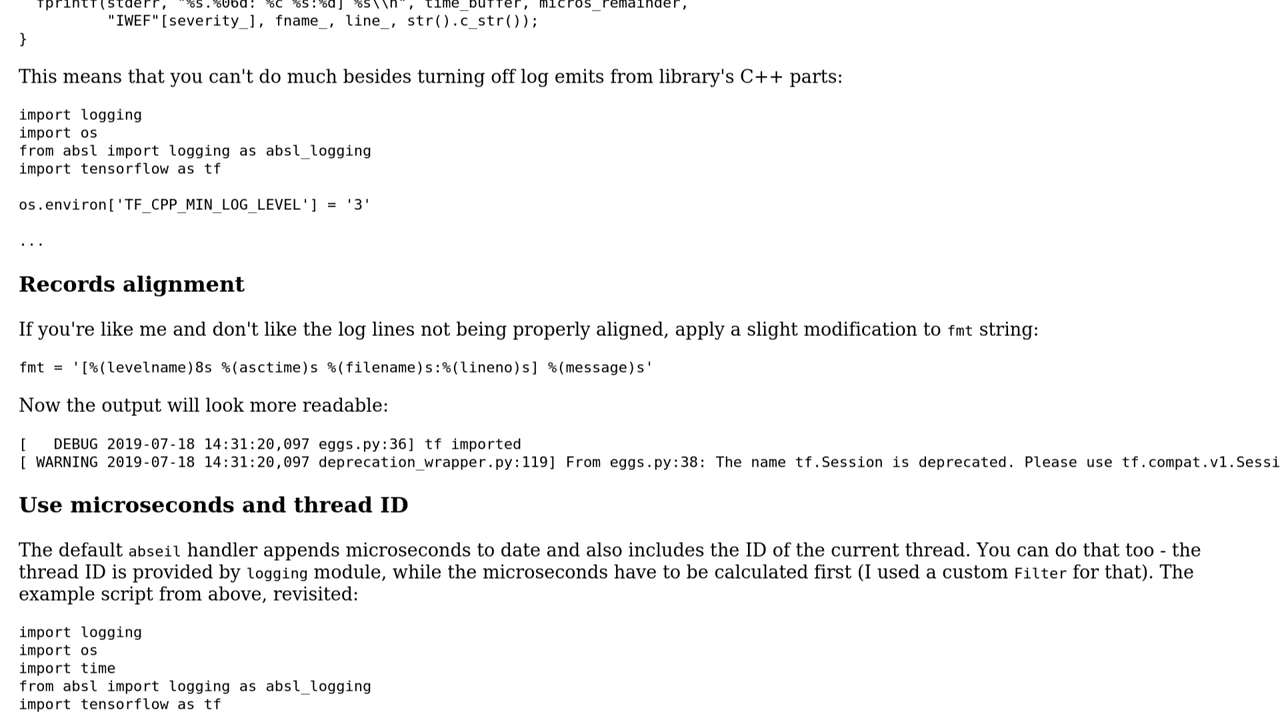 fprintf(stderr, "%s.%06d: %c %s:%d] %s\\n", time_buffer, micros_remainder,
"IWEF"[severity_], fname_, line_, str().c_str());
}
This means that you can't do much besides turning off log emits from library's C++ parts:
import logging
import os
from absl import logging as absl_logging
import tensorflow as tf
os.environ['TF_CPP_MIN_LOG_LEVEL'] = '3'
...
Records alignment
If you're like me and don't like the log lines not being properly aligned, apply a slight modification to fmt string:
fmt = '[%(levelname)8s %(asctime)s %(filename)s:%(lineno)s] %(message)s'
Now the output will look more readable:
[   DEBUG 2019-07-18 14:31:20,097 eggs.py:36] tf imported
[ WARNING 2019-07-18 14:31:20,097 deprecation_wrapper.py:119] From eggs.py:38: The name tf.Session is deprecated. Please use tf.compat.v1.Sessi
Use microseconds and thread ID
The default abseil handler appends microseconds to date and also includes the ID of the current thread. You can do that too - the
thread ID is provided by logging module, while the microseconds have to be calculated first (I used a custom Filter for that). The
example script from above, revisited:
import logging
import os
import time
from absl import logging as absl_logging
import tensorflow as tf